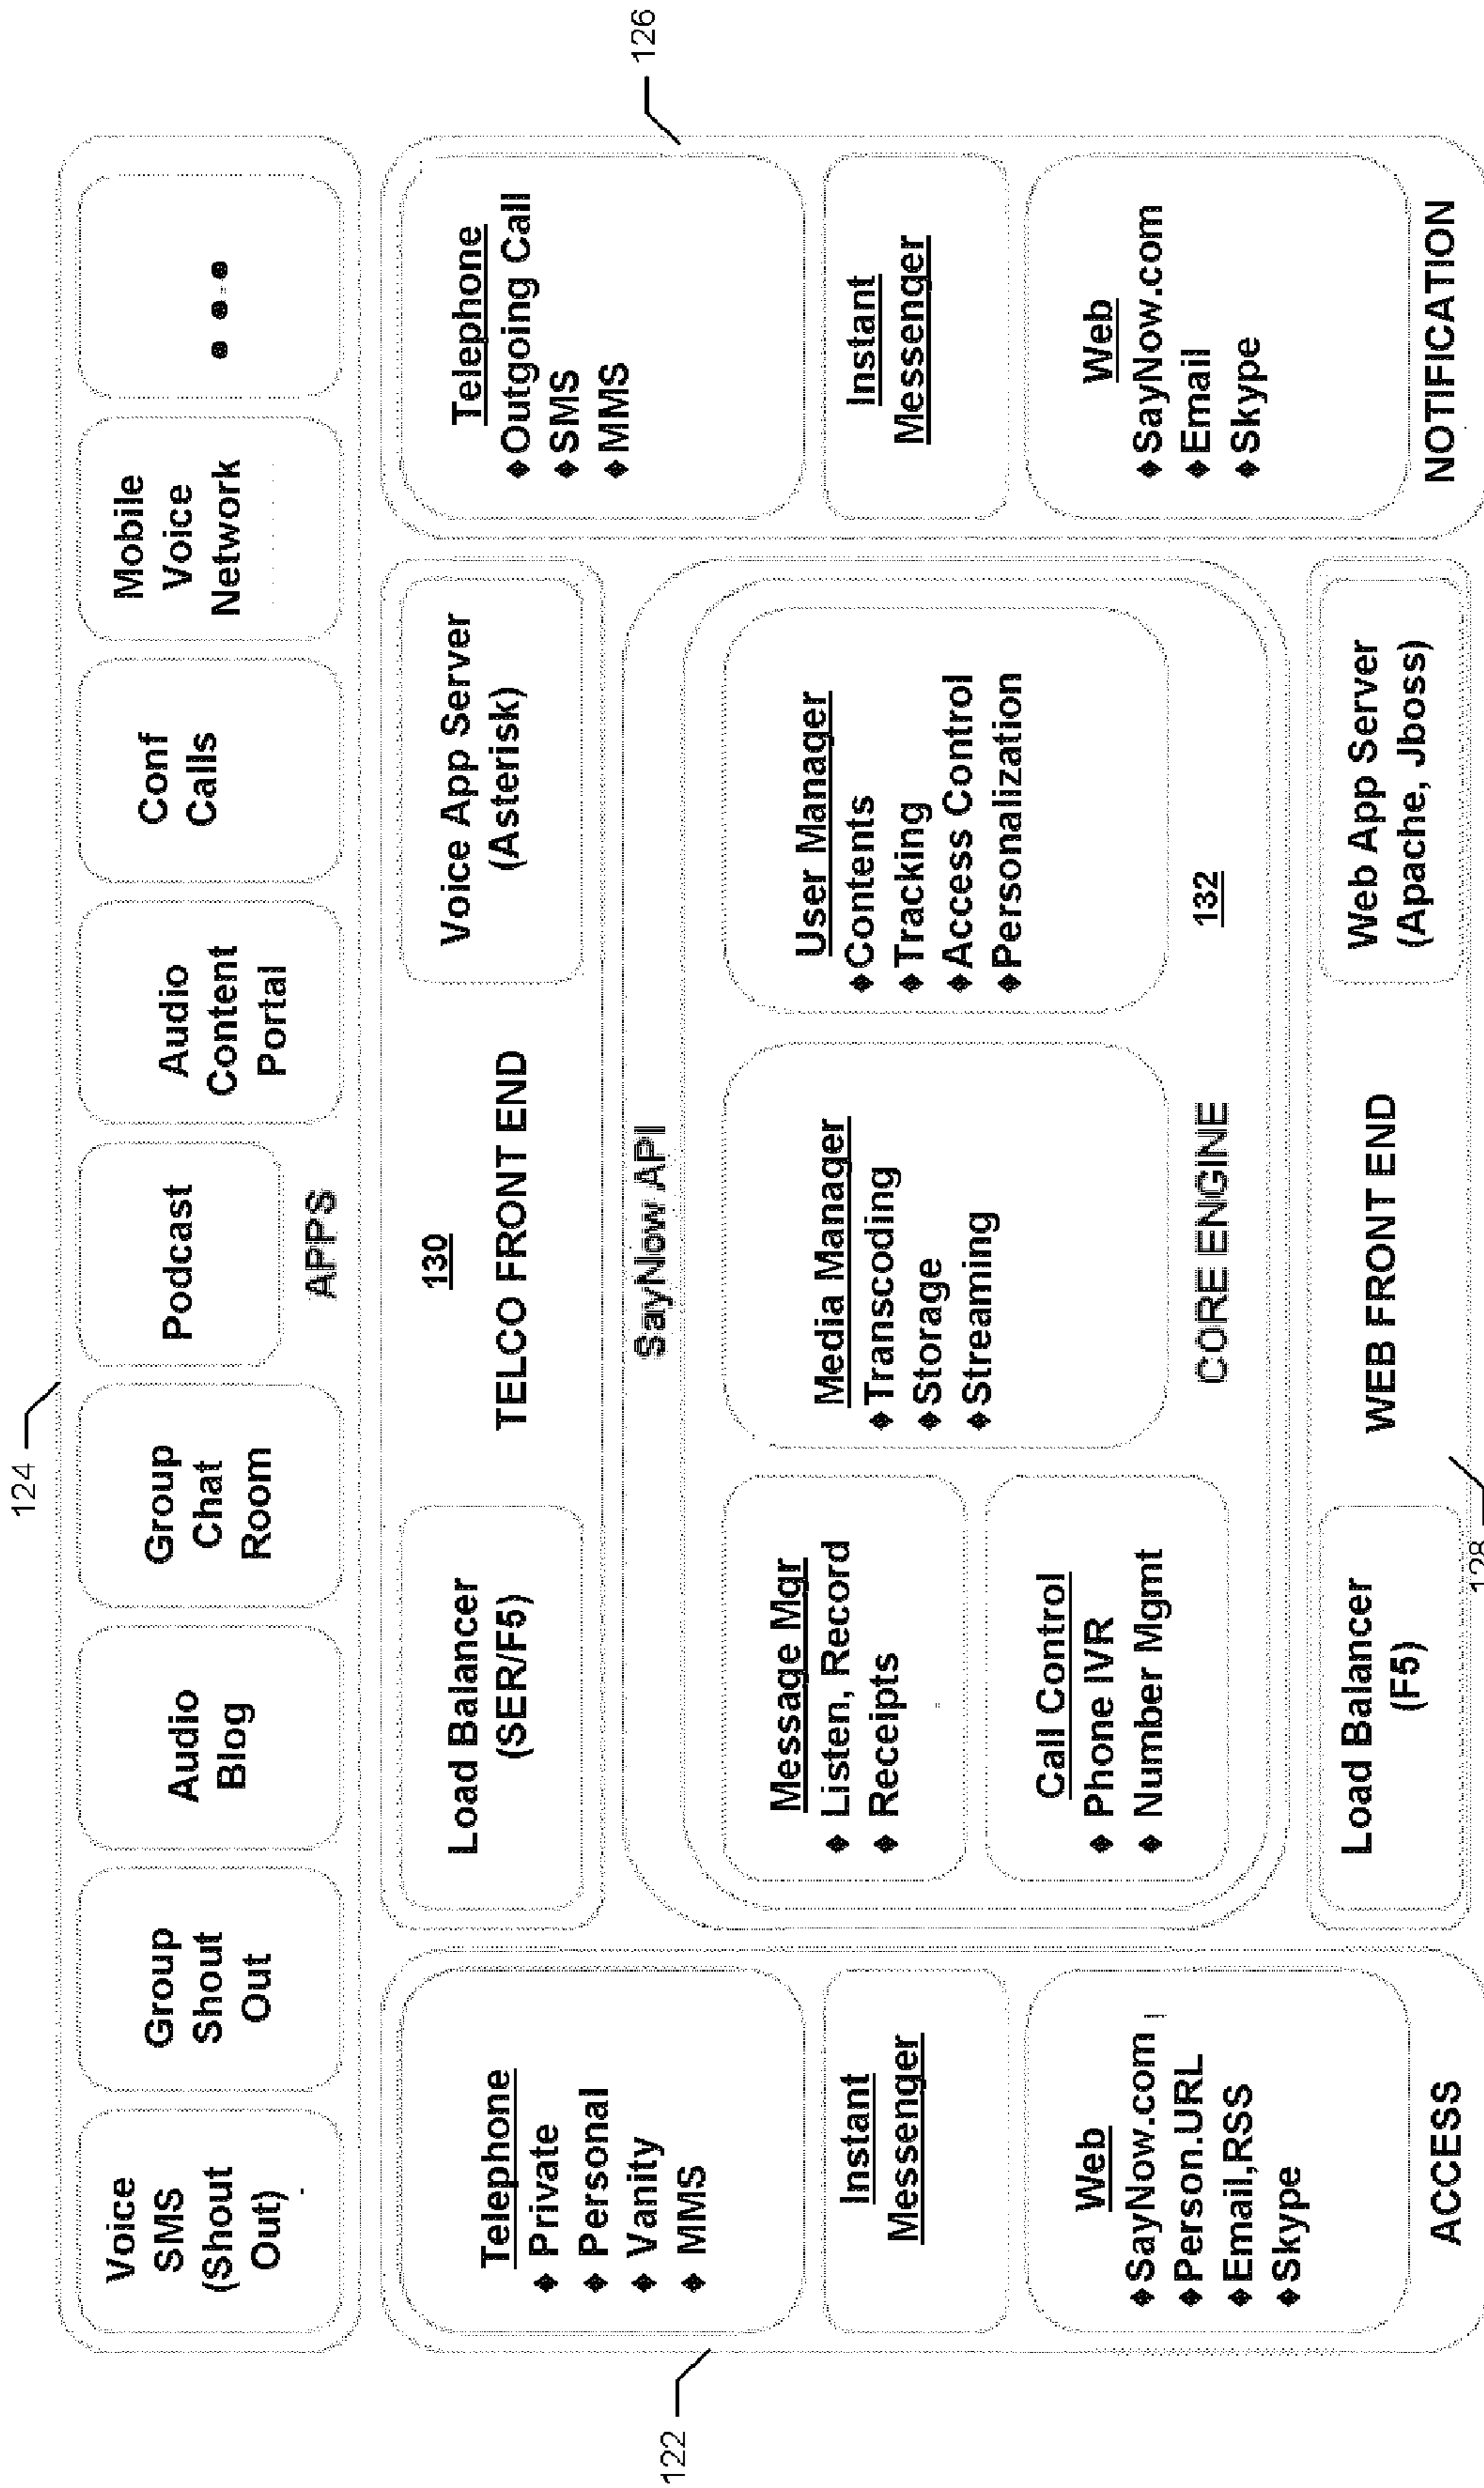 124
Voice
SMS
(Shout
Out)
Group
Shout
Out
Audio
Blog
Group
Chat
Room
Podcast
Audio
Content
Portal
Conf
Calls
Mobile
Voice
Network
APPS
122
Telephone
Private
Personal
Vanity
MMS
Instant
Messenger
Web
SayNow.com
Person.URL
Email,RSS
Skype
ACCESS
Load Balancer
(SER/F5)
130
TELCO FRONT END
Voice App Server
(Asterisk)
SayNow API
Message Mgr
Listen, Record
Receipts
Call Control
Phone IVR
Number Mgmt
Media Manager
Transcoding
Storage
Streaming
User Manager
Contents
Tracking
Access Control
Personalization
CORE ENGINE
132
Load Balancer
(F5)
WEB FRONT END
Web App Server
(Apache, Jboss)
128
126
Telephone
Outgoing Call
SMS
MMS
Instant
Messenger
Web
SayNow.com
Email
Skype
NOTIFICATION